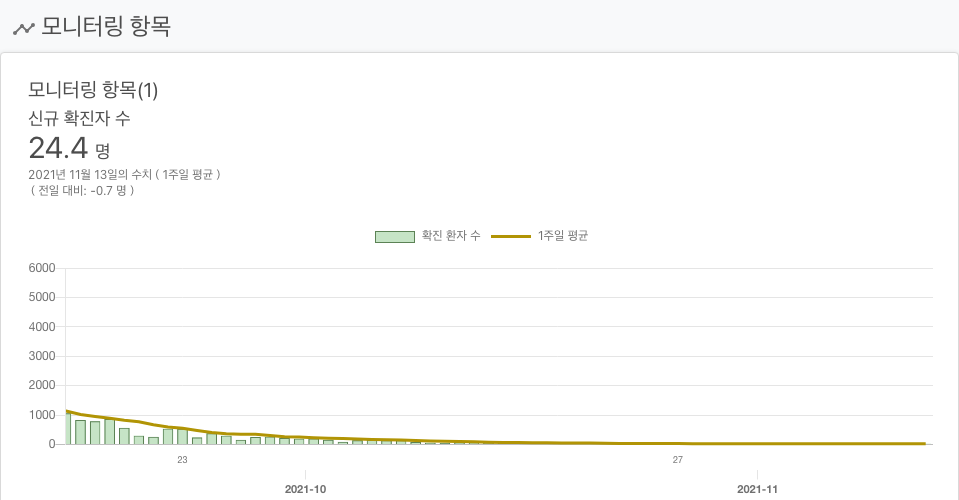 모니터링 항목
모니터링 항목(1)
신규 확진자 수
24.4 명
2021년 11월 13일의 수치 ( 1주일 평균 )
( 전일 대비: -0.7 명 )
확진 환자 수 1주일 평균
6000
5000
4000
3000
2000
1000
0
23 27
2021-10 2021-11